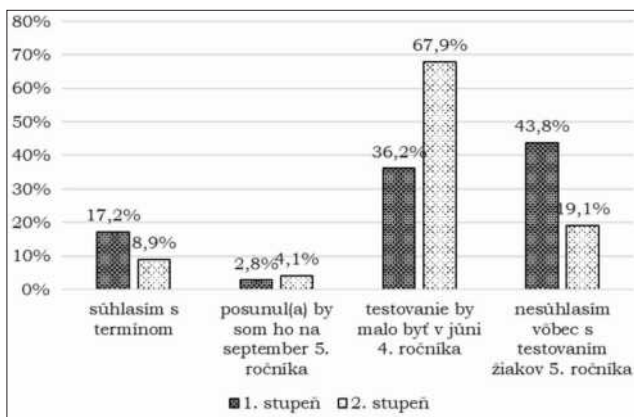 80%
70%
60%
50%
40%
30%
20%
10%
0%
17,2%
8,9%
2,8%
4,1%
36,2%
67,9%
43,8%
19,1%
súhlasím s
termínom
posunul(a) by
som ho na
september 5.
ročníka
testovanie by
malo byť v júni
4. ročníka
nesúhlasím
vôbec s
testovaním
žiakov 5. ročníka
1. stupeň
2. stupeň